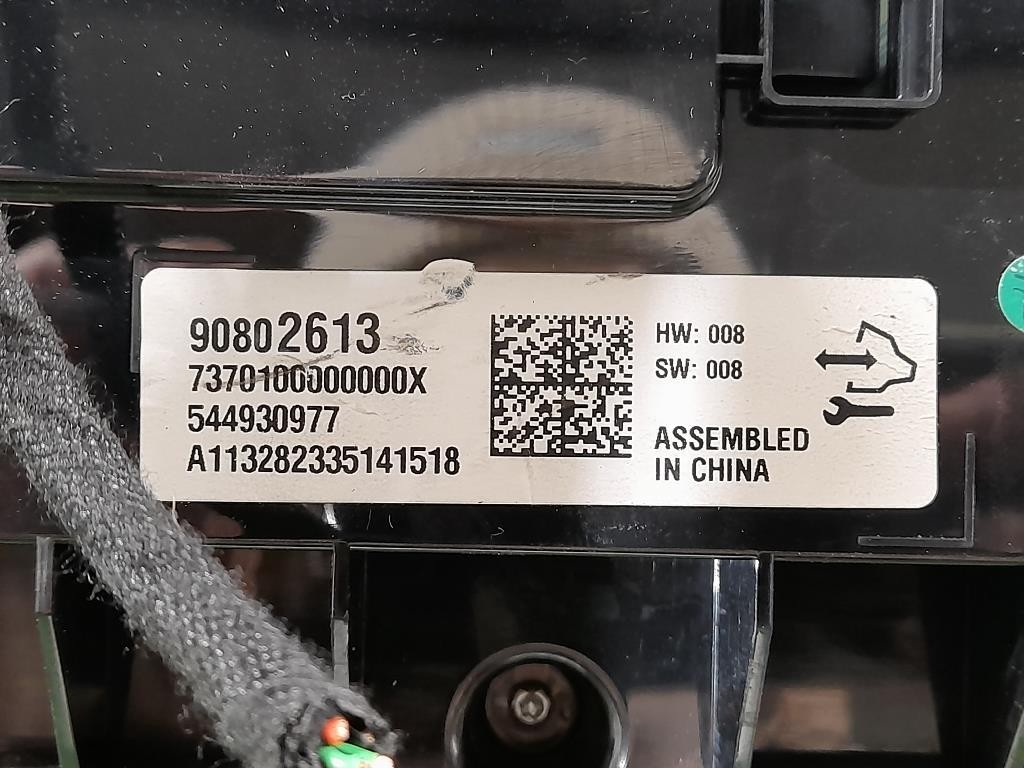 90802613
7370100000000X
544930977
A113282335141518
HW: 008
SW: 008
ASSEMBLED
IN CHINA